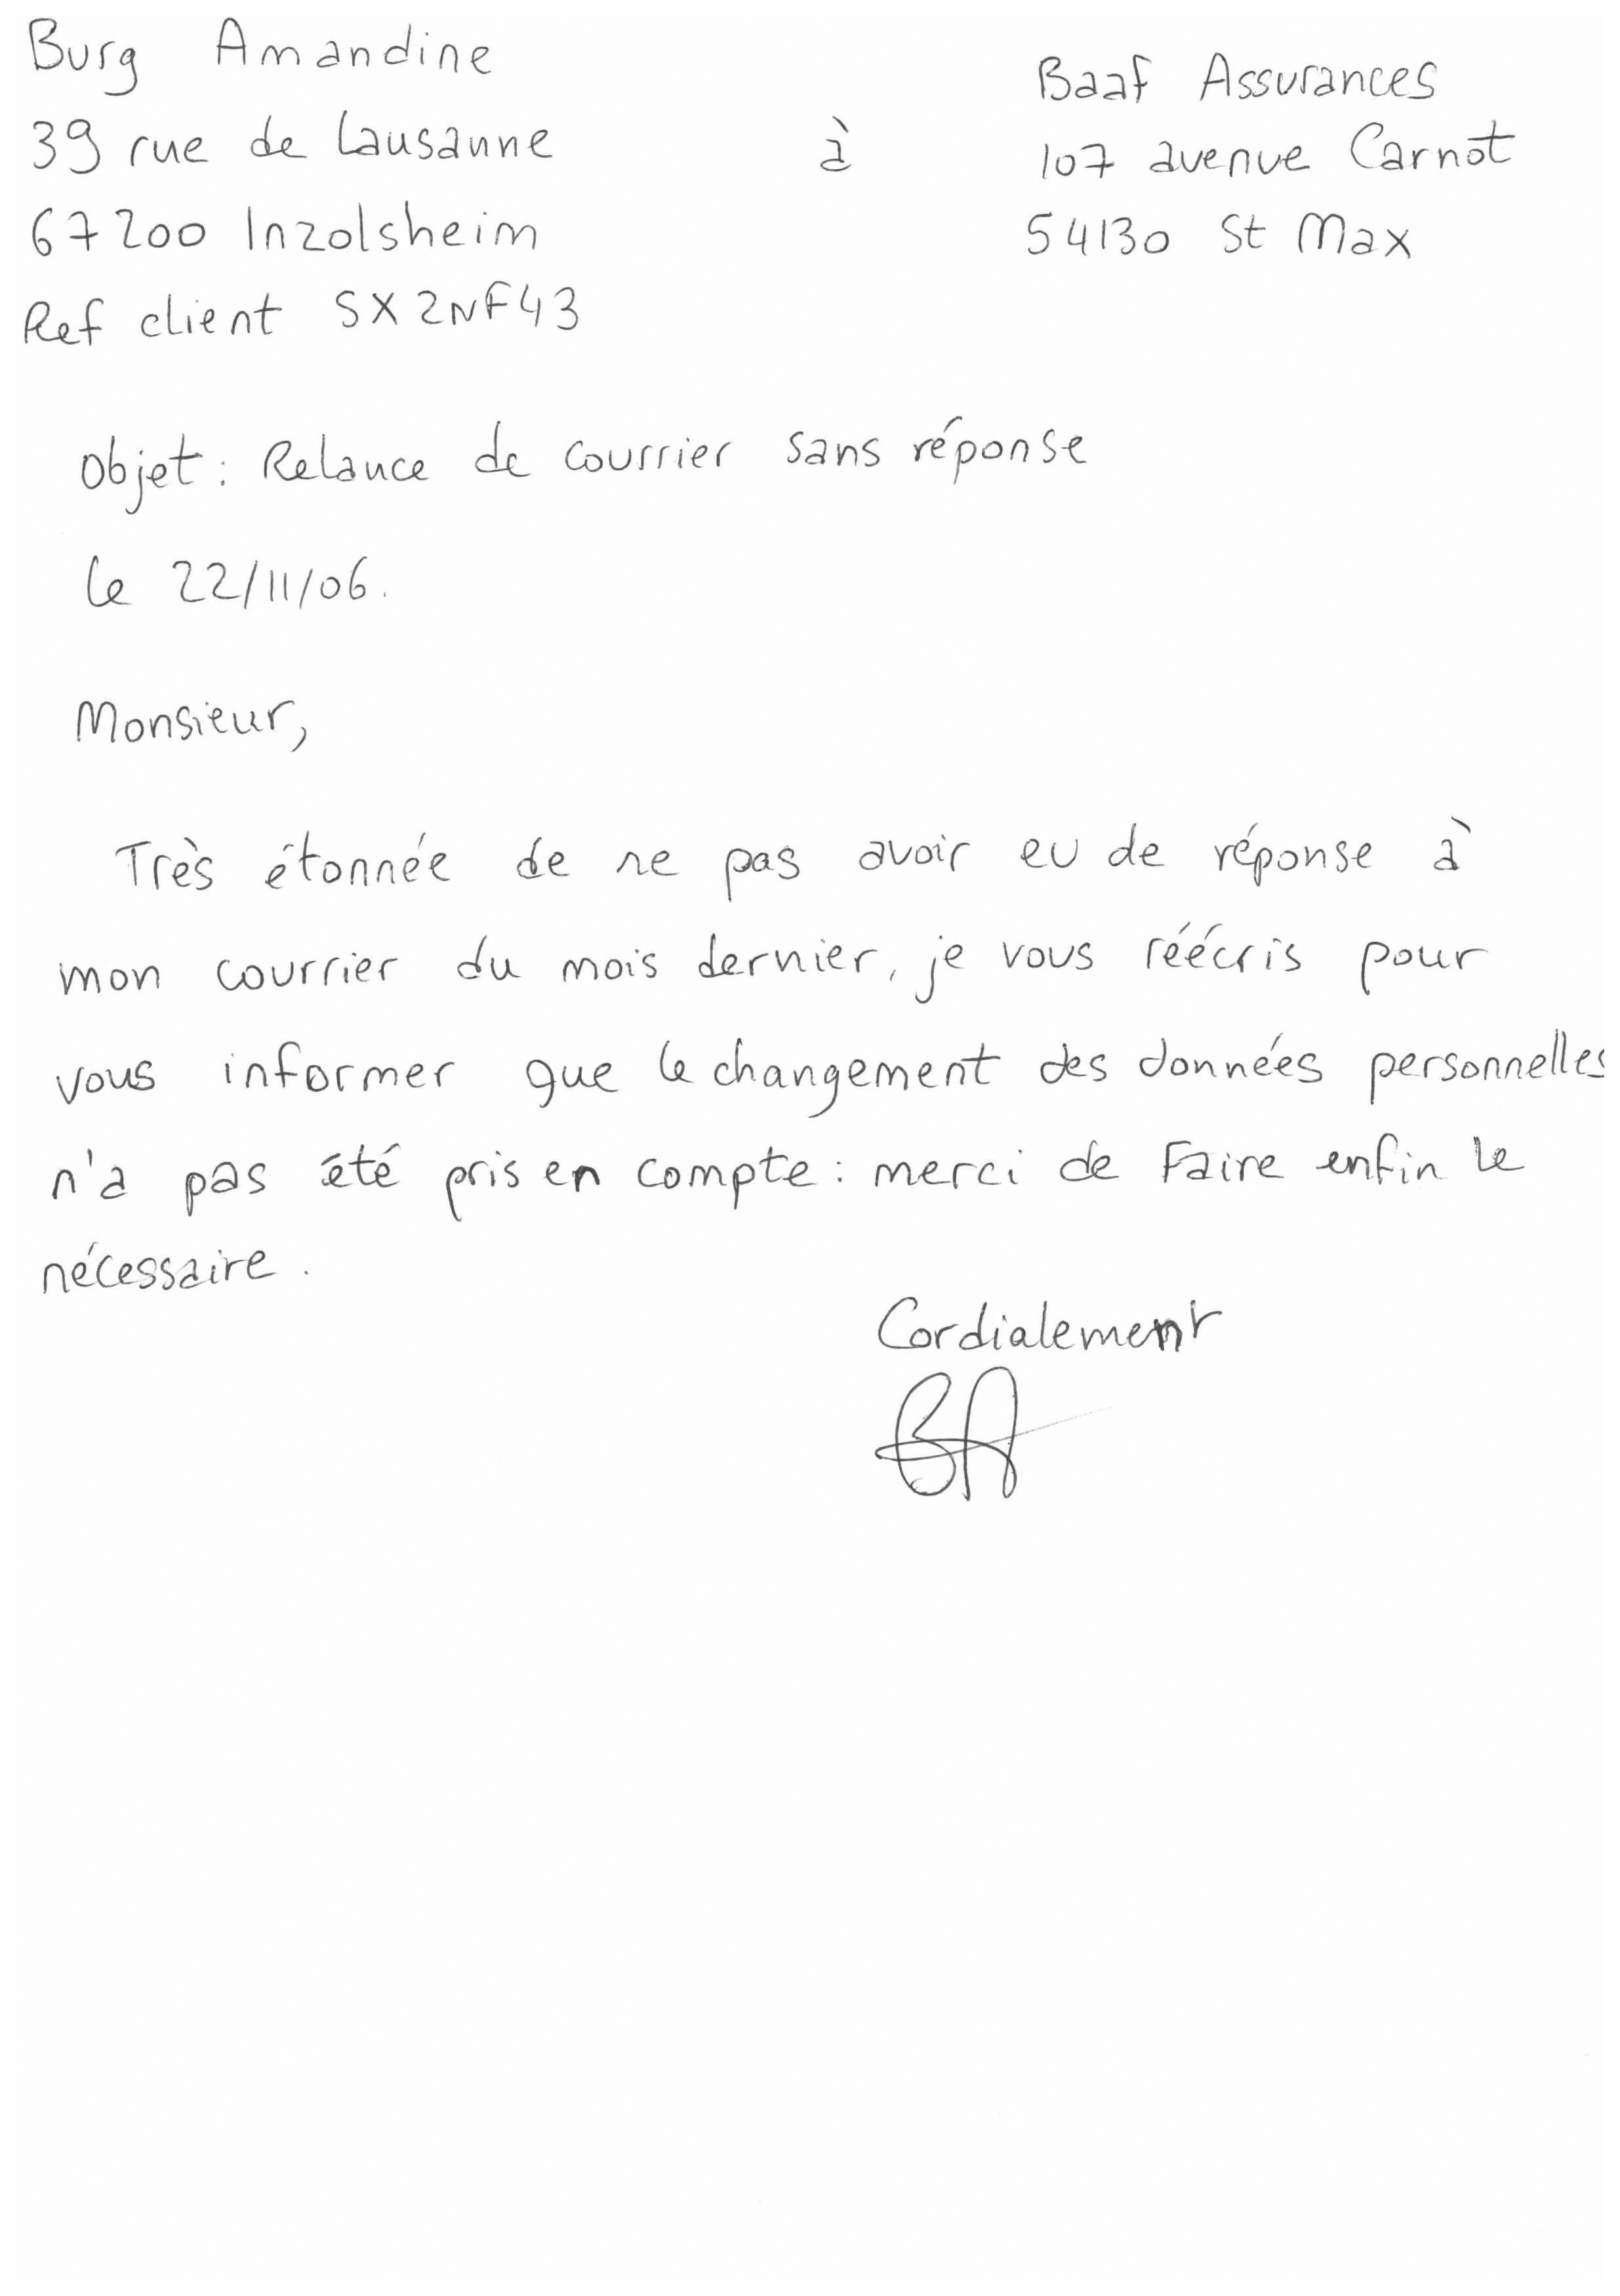 Burg Amandine
39 rue de Lausanne
67200 Inzolsheim
Ref client SX2NF43
à
Baaf Assurances
107 avenue Carnot
54130 St Max
Objet : Relance de courrier sans réponse
le 22/11/06.
Monsieur,
Très étonnée de ne pas avoir eu de réponse à
mon courrier du mois dernier, je vous réécris pour
vous informer que le changement des données personnelles
n'a pas été pris en compte : merci de faire enfin le
nécessaire.
Cordialement
BA